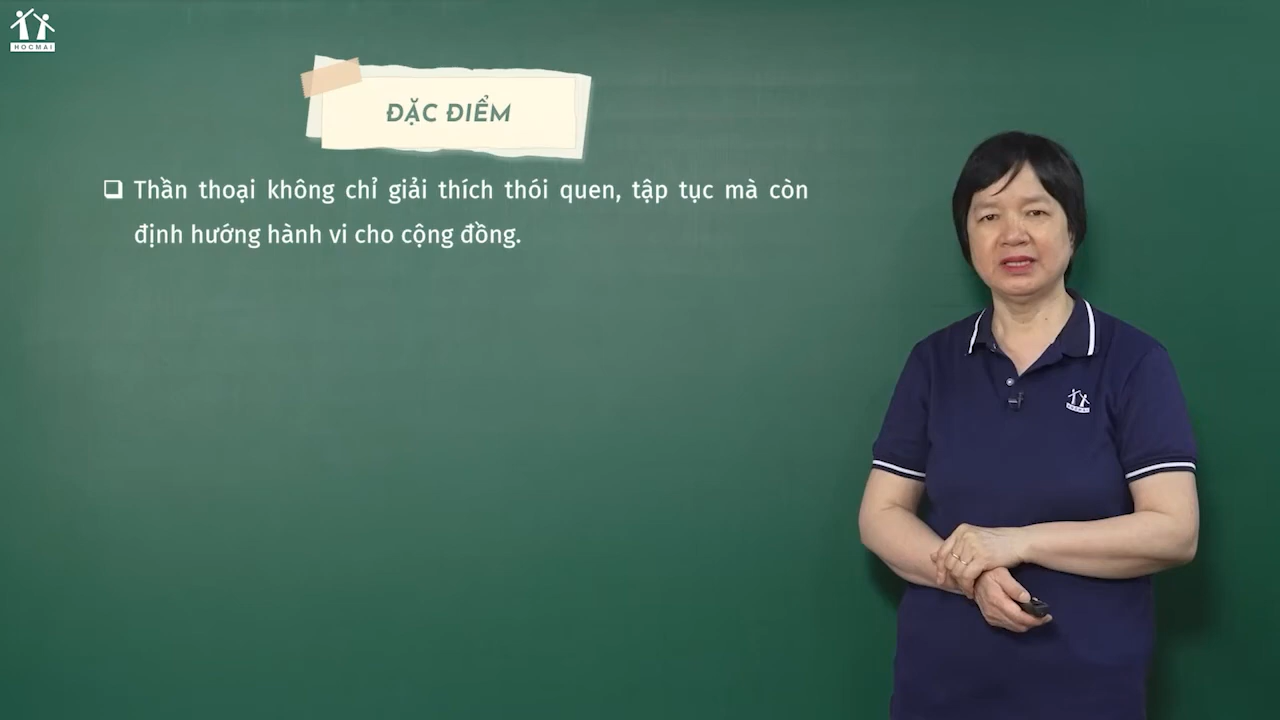 HOCMAI
ĐẶC ĐIỂM
Thần thoại không chỉ giải thích thói quen, tập tục mà còn
định hướng hành vi cho cộng đồng.
HOCMAI